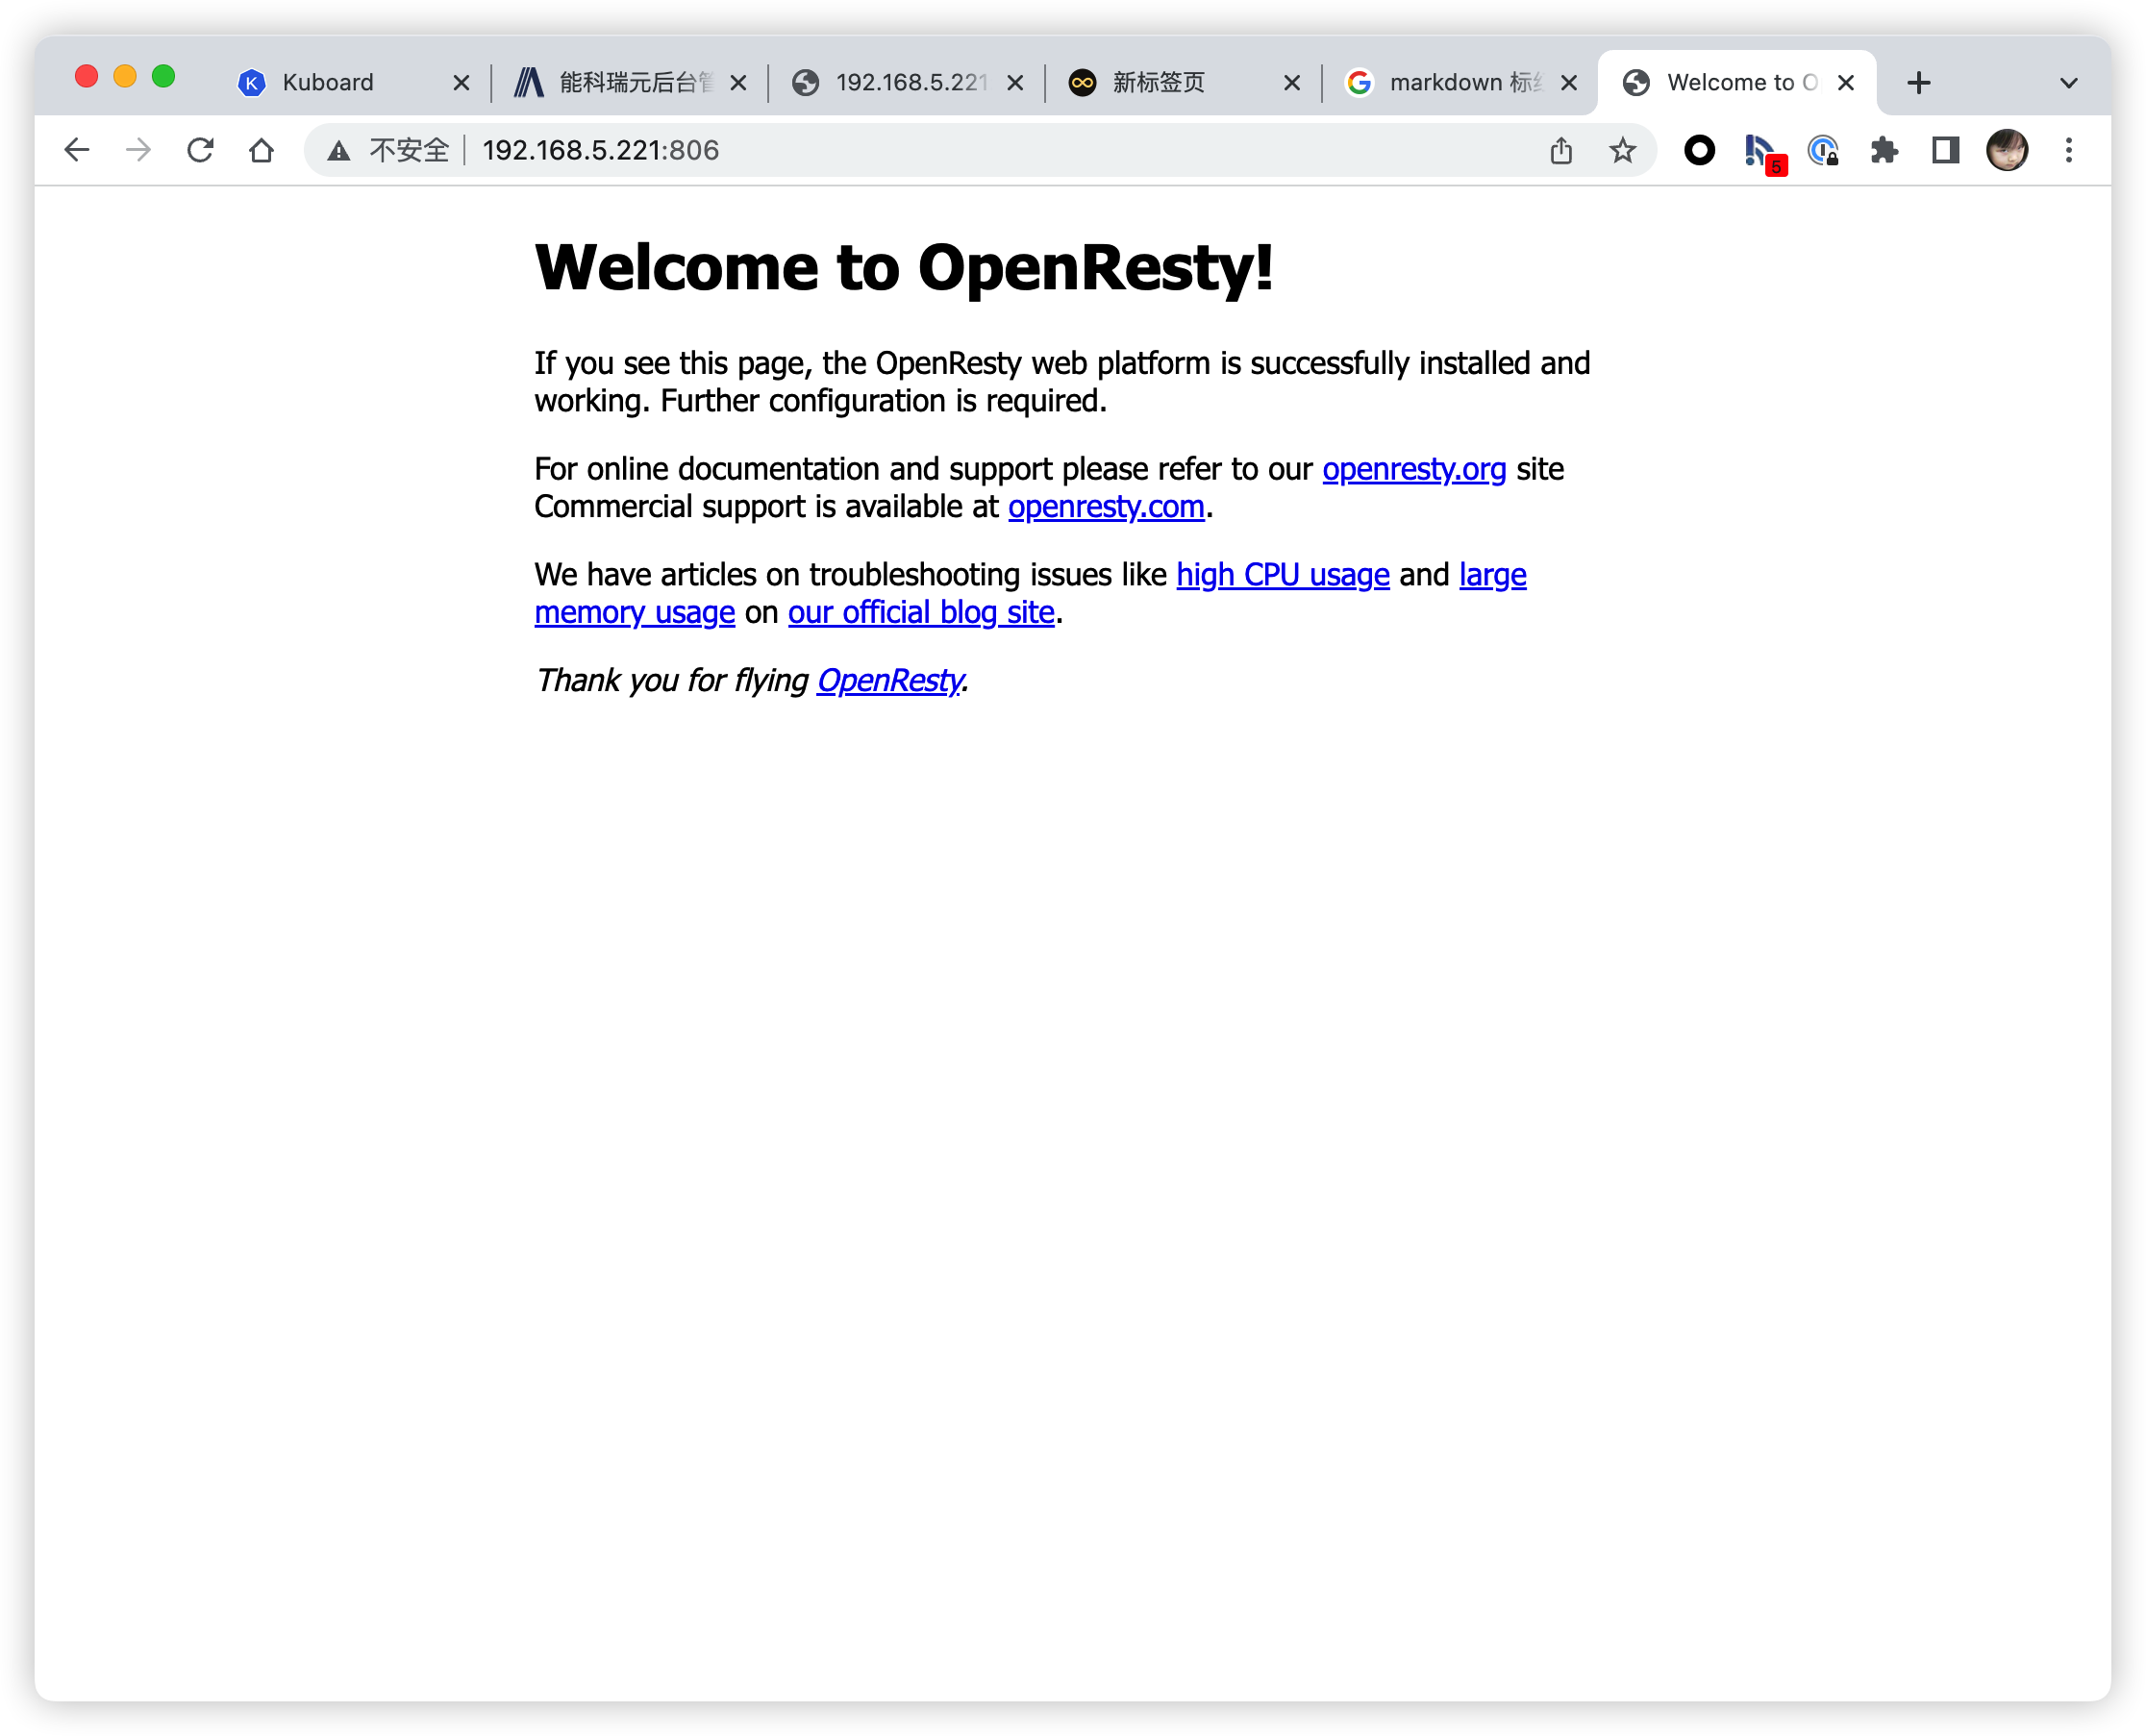 Kuboard
能科瑞元后台管
192.168.5.221
新标签页
markdown 标
Welcome to O
不安全
192.168.5.221:806
5
Welcome to OpenResty!
If you see this page, the OpenResty web platform is successfully installed and
working. Further configuration is required.
For online documentation and support please refer to our openresty.org site
Commercial support is available at openresty.com.
We have articles on troubleshooting issues like high CPU usage and large
memory usage on our official blog site.
Thank you for flying OpenResty.